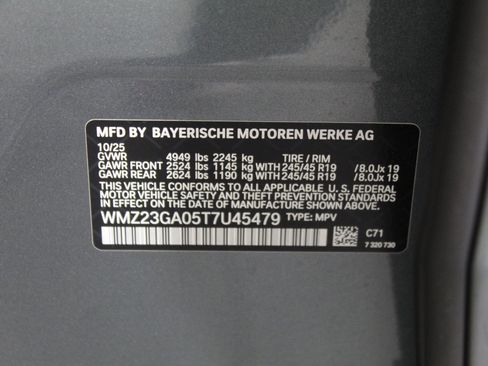 MFD BY BAYERISCHE MOTOREN WERKE AG
10/25
GVWR 4949 lbs 2245 kg TIRE / RIM
GAWR FRONT 2524 lbs 1145 kg WITH 245/45 R19 /8.0Jx 19
GAWR REAR 2624 lbs 1190 kg WITH 245/45 R19 /8.0Jx 19
THIS VEHICLE CONFORMS TO ALL APPLICABLE U. S. FEDERAL
MOTOR VEHICLE SAFETY AND THEFT PREVENTION STANDARDS
IN EFFECT ON THE DATE OF MANUFACTURE SHOWN ABOVE.
WMZ23GA05T7U45479 TYPE: MPV
C71
7 320 730